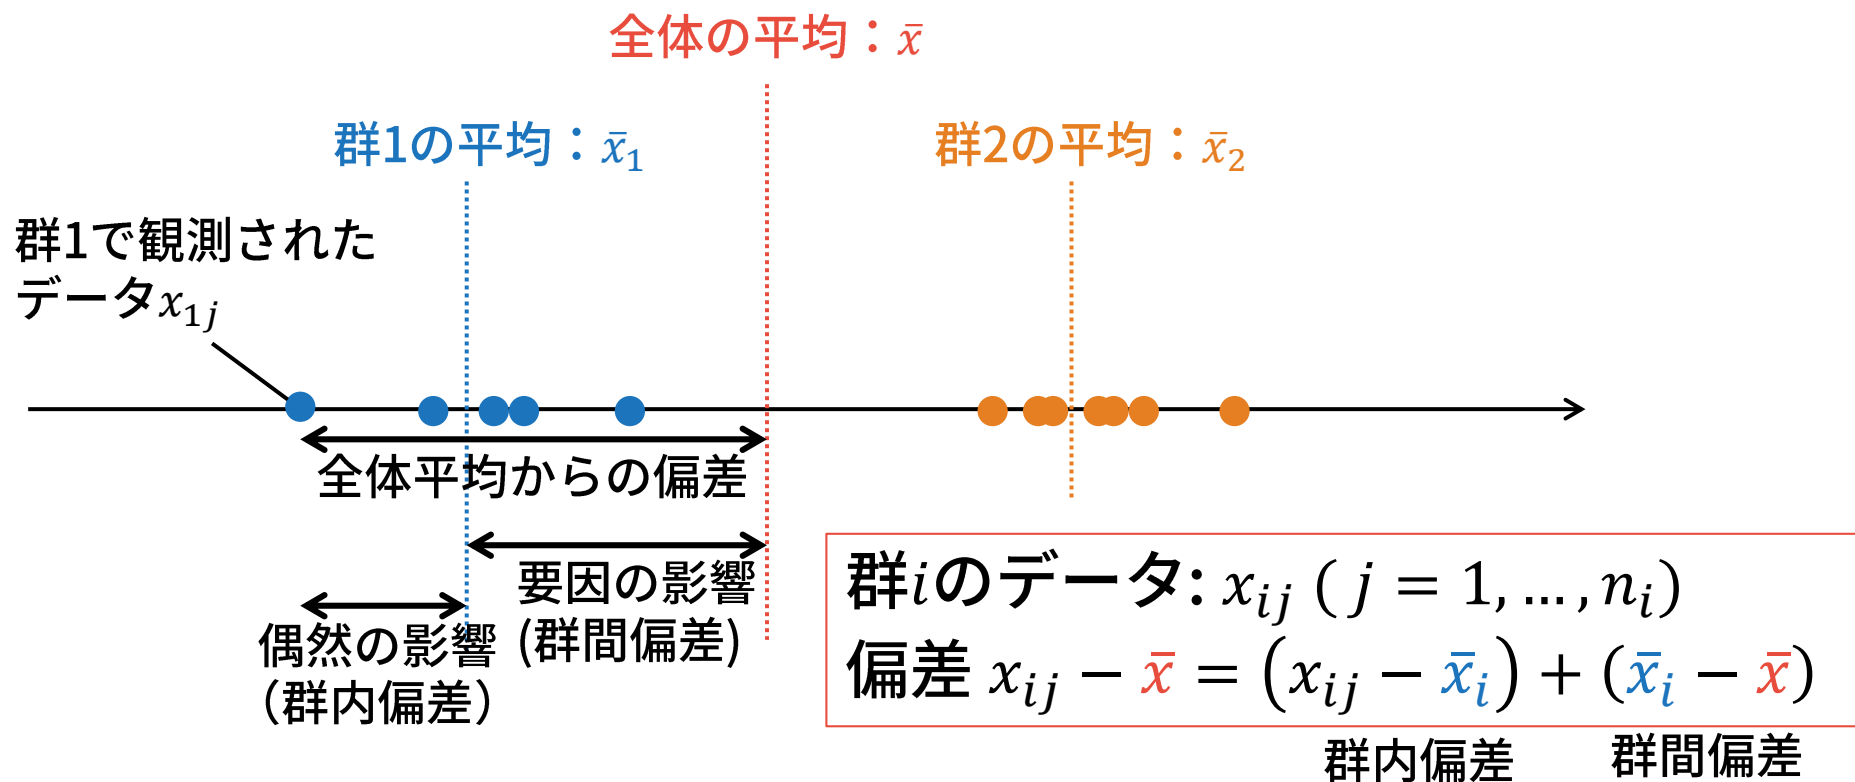 全体の平均：x̄
群1の平均：x̄₁
群2の平均：x̄₂
群1で観測された
データx₁ⱼ
全体平均からの偏差
要因の影響
(群間偏差)
偶然の影響
（群内偏差）
群iのデータ: xᵢⱼ (j = 1, … , nᵢ)
偏差 xᵢⱼ − x̄ = (xᵢⱼ − x̄ᵢ) + (x̄ᵢ − x̄)
群内偏差
群間偏差